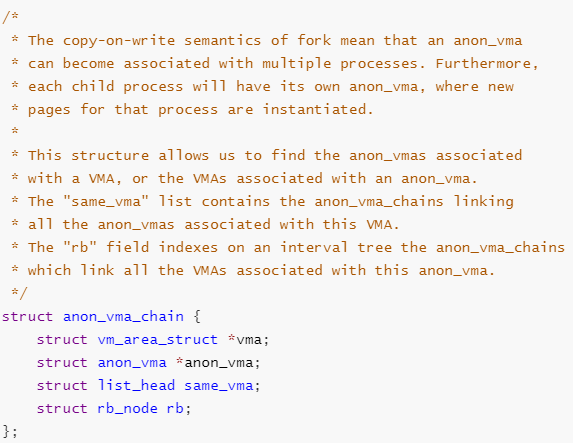 /*
 * The copy-on-write semantics of fork mean that an anon_vma
 * can become associated with multiple processes. Furthermore,
 * each child process will have its own anon_vma, where new
 * pages for that process are instantiated.
 *
 * This structure allows us to find the anon_vmas associated
 * with a VMA, or the VMAs associated with an anon_vma.
 * The "same_vma" list contains the anon_vma_chains linking
 * all the anon_vmas associated with this VMA.
 * The "rb" field indexes on an interval tree the anon_vma_chains
 * which link all the VMAs associated with this anon_vma.
 */
struct anon_vma_chain {
    struct vm_area_struct *vma;
    struct anon_vma *anon_vma;
    struct list_head same_vma;
    struct rb_node rb;
};